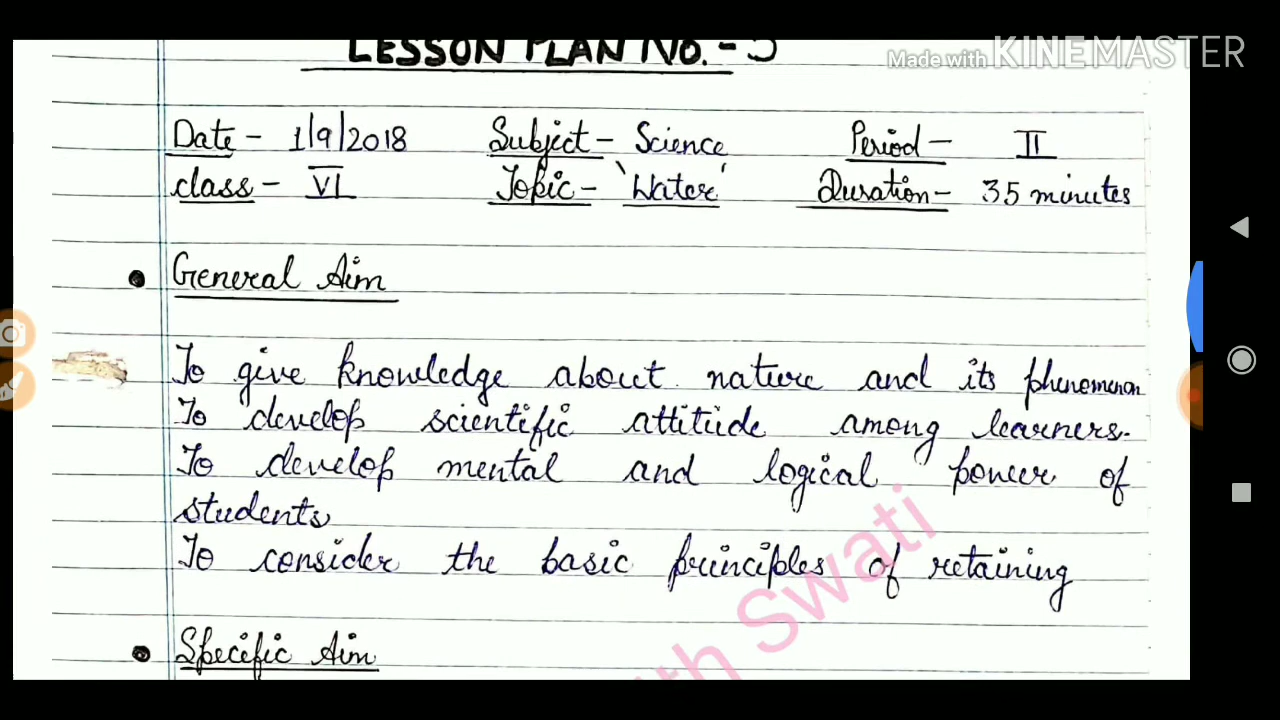 LESSON PLAN NO. - 5
Made with KINEMASTER
Date - 1/9/2018 Subject - Science Period - II
class - VI Topic - 'Water' Duration - 35 minutes
• General Aim
To give knowledge about nature and its phenomenon
To develop scientific attitude among learners.
To develop mental and logical power of
students
To consider the basic principles of retaining
• Specific Aim
ith Swati